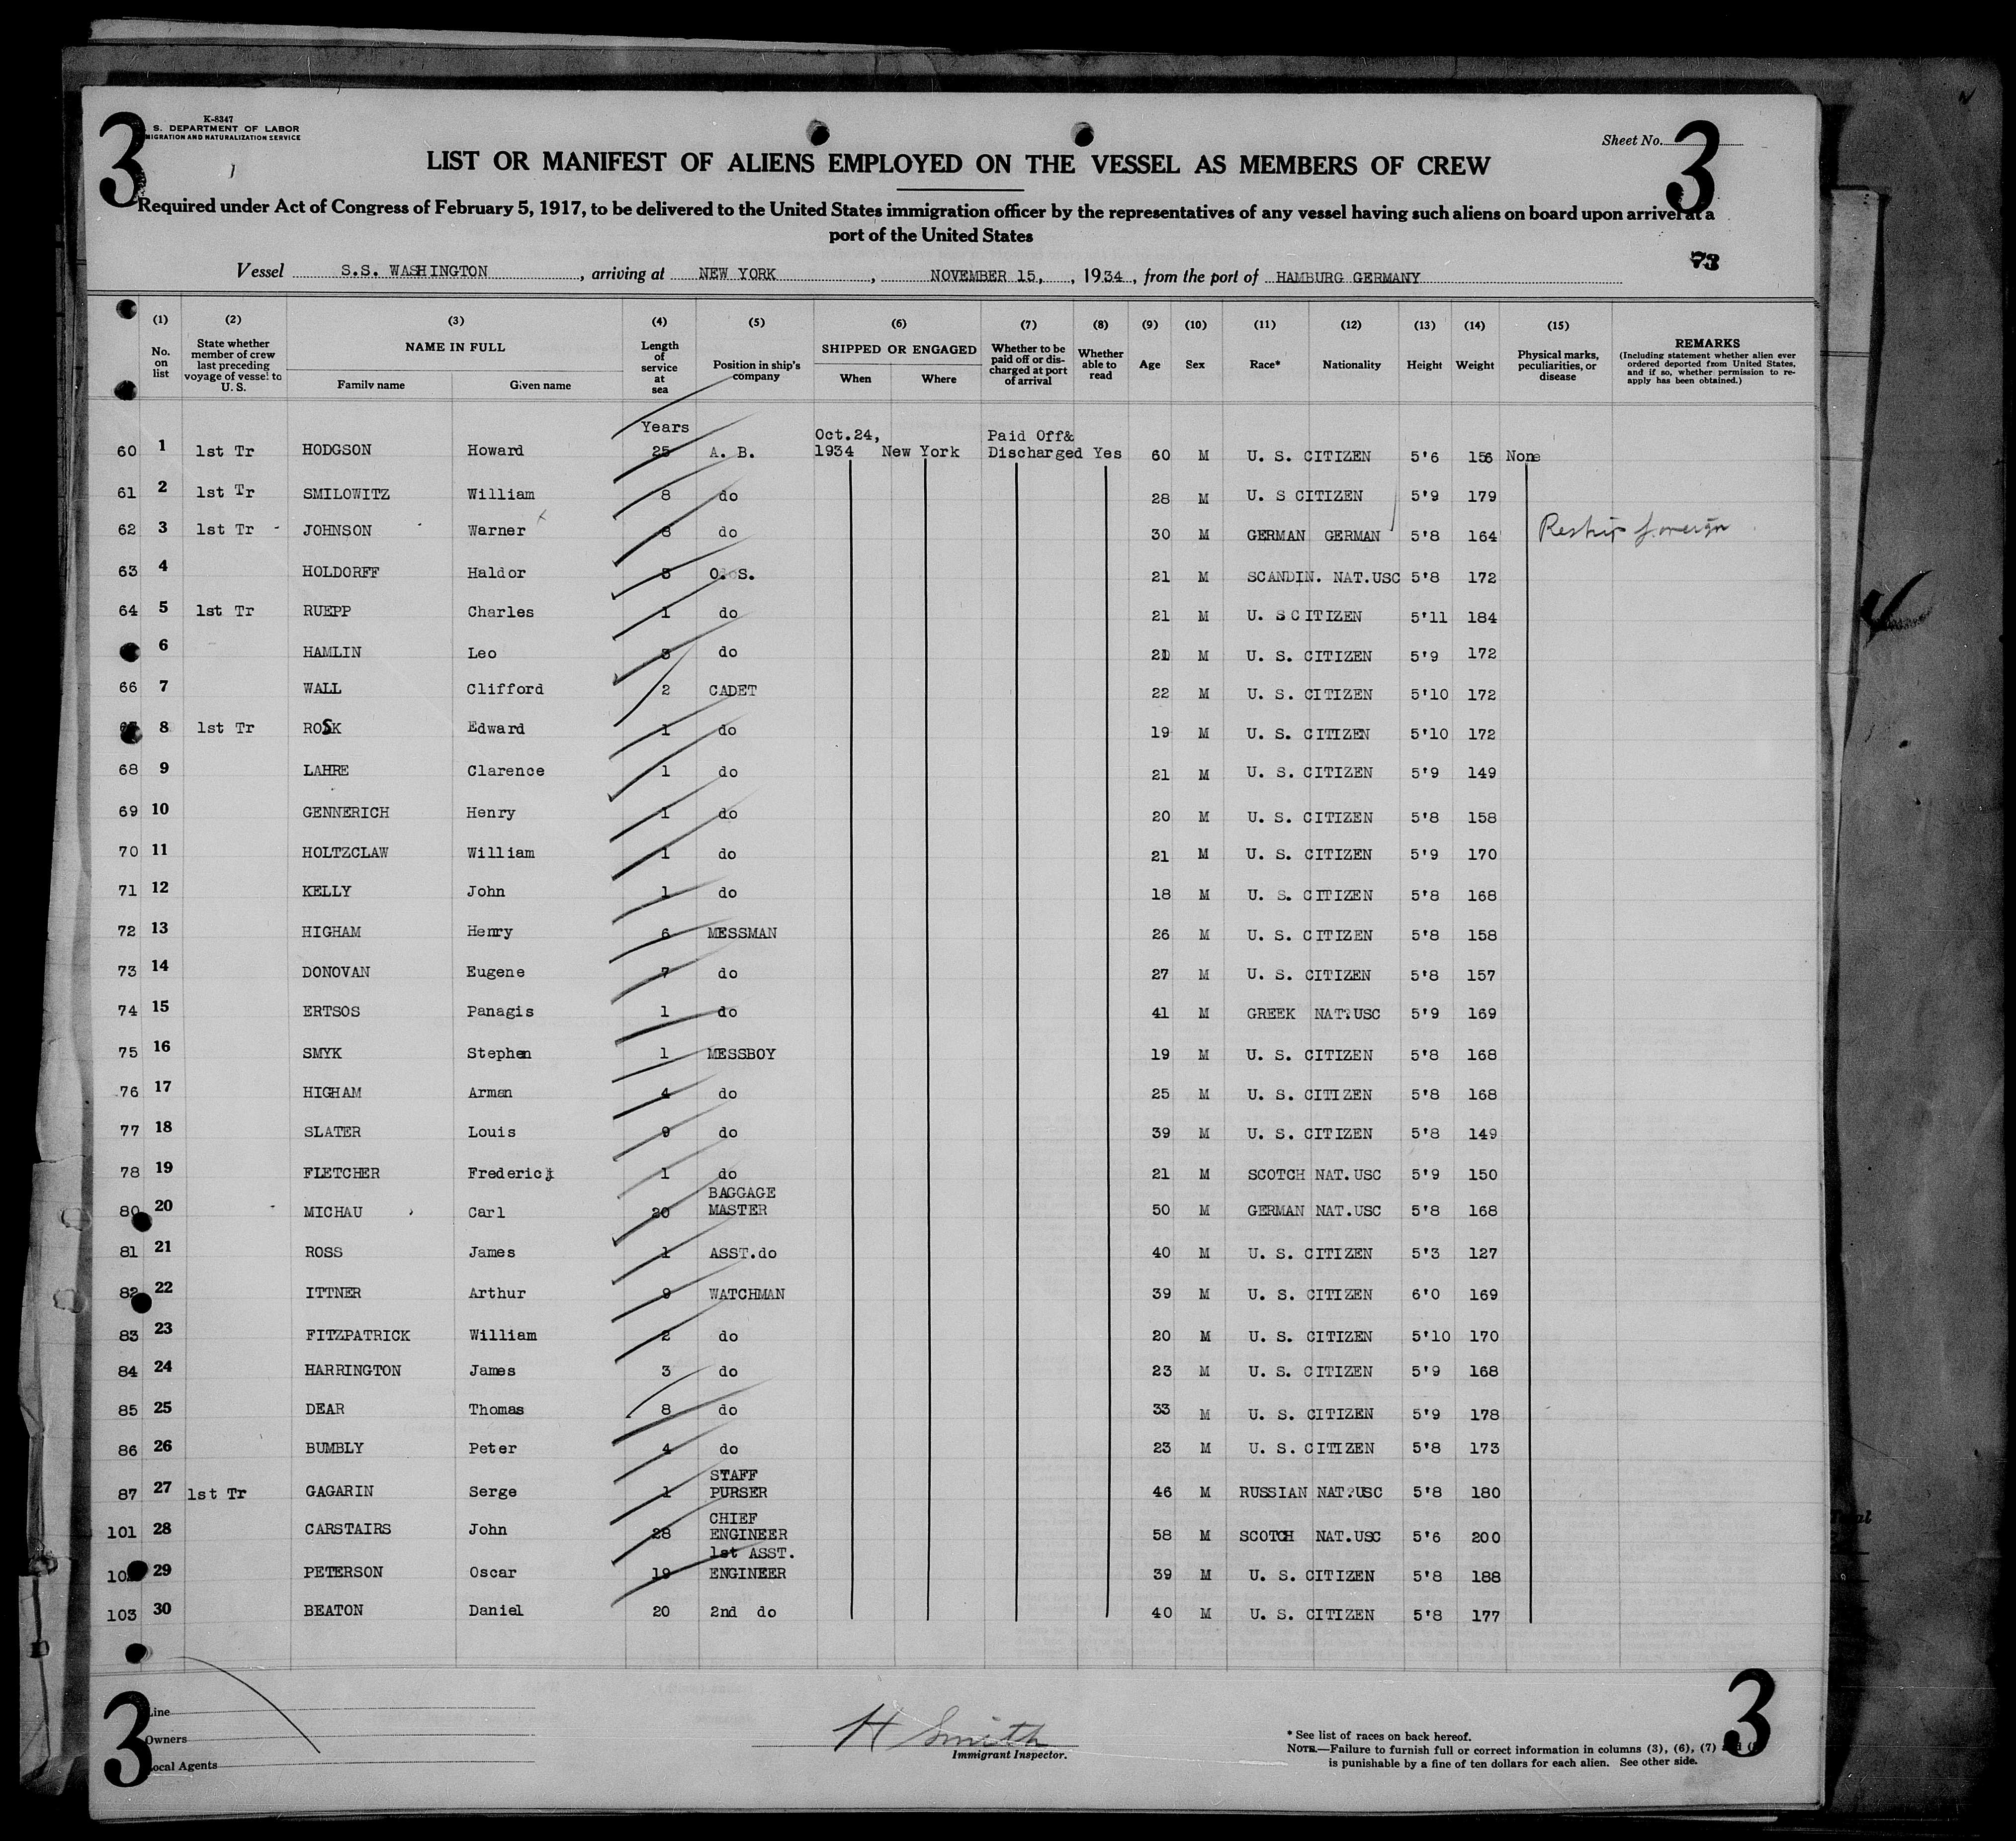 3
K-8347
S. DEPARTMENT OF LABOR
MIGRATION AND NATURALIZATION SERVICE
Sheet No. 3
LIST OR MANIFEST OF ALIENS EMPLOYED ON THE VESSEL AS MEMBERS OF CREW
Required under Act of Congress of February 5, 1917, to be delivered to the United States immigration officer by the representatives of any vessel having such aliens on board upon arrival at a
port of the United States
73
Vessel S.S. WASHINGTON, arriving at NEW YORK, NOVEMBER 15, , 1934, from the port of HAMBURG GERMANY
(1) (2) (3) (4) (5) (6) (7) (8) (9) (10) (11) (12) (13) (14) (15)
No. on list State whether member of crew last preceding voyage of vessel to U. S. NAME IN FULL Family name Given name Length of service at sea Position in ship's company SHIPPED OR ENGAGED When Where Whether to be paid off or discharged at port of arrival Whether able to read Age Sex Race* Nationality Height Weight Physical marks, peculiarities, or disease REMARKS (Including statement whether alien ever ordered deported from United States, and if so, whether permission to reapply has been obtained.)
Years Oct.24, Paid Off&
60 1 1st Tr HODGSON Howard 25 A. B. 1934 New York Discharged Yes 60 M U. S. CITIZEN 5'6 156 None
61 2 1st Tr SMILOWITZ William 8 do 28 M U. S CITIZEN 5'9 179
62 3 1st Tr - JOHNSON Warner 8 do 30 M GERMAN GERMAN 5'8 164 Reship foreign
63 4 HOLDORFF Haldor O. S. 21 M SCANDIN. NAT.USC 5'8 172
64 5 1st Tr RUEPP Charles 1 do 21 M U. S CITIZEN 5'11 184
6 HAMLIN Leo 3 do 21 M U. S. CITIZEN 5'9 172
66 7 WALL Clifford 2 CADET 22 M U. S. CITIZEN 5'10 172
67 8 1st Tr ROSK Edward 1 do 19 M U. S. CITIZEN 5'10 172
68 9 LAHRE Clarence 1 do 21 M U. S. CITIZEN 5'9 149
69 10 GENNERICH Henry 1 do 20 M U. S. CITIZEN 5'8 158
70 11 HOLTZCLAW William 1 do 21 M U. S. CITIZEN 5'9 170
71 12 KELLY John 1 do 18 M U. S. CITIZEN 5'8 168
72 13 HIGHAM Henry 6 MESSMAN 26 M U. S. CITIZEN 5'8 158
73 14 DONOVAN Eugene 7 do 27 M U. S. CITIZEN 5'8 157
74 15 ERTSOS Panagis 1 do 41 M GREEK NAT.USC 5'9 169
75 16 SMYK Stephen 1 MESSBOY 19 M U. S. CITIZEN 5'8 168
76 17 HIGHAM Arman 4 do 25 M U. S. CITIZEN 5'8 168
77 18 SLATER Louis 9 do 39 M U. S. CITIZEN 5'8 149
78 19 FLETCHER Frederick 1 do 21 M SCOTCH NAT.USC 5'9 150
BAGGAGE
80 20 MICHAU Carl 20 MASTER 50 M GERMAN NAT.USC 5'8 168
81 21 ROSS James 1 ASST.do 40 M U. S. CITIZEN 5'3 127
82 22 ITTNER Arthur 9 WATCHMAN 39 M U. S. CITIZEN 6'0 169
83 23 FITZPATRICK William 2 do 20 M U. S. CITIZEN 5'10 170
84 24 HARRINGTON James 3 do 23 M U. S. CITIZEN 5'9 168
85 25 DEAR Thomas 8 do 33 M U. S. CITIZEN 5'9 178
86 26 BUMBLY Peter 4 do 23 M U. S. CITIZEN 5'8 173
STAFF
87 27 1st Tr GAGARIN Serge 1 PURSER 46 M RUSSIAN NAT.USC 5'8 180
CHIEF
101 28 CARSTAIRS John 28 ENGINEER 58 M SCOTCH NAT.USC 5'6 200
1st ASST.
29 PETERSON Oscar 19 ENGINEER 39 M U. S. CITIZEN 5'8 188
103 30 BEATON Daniel 20 2nd do 40 M U. S. CITIZEN 5'8 177
3
Line
Owners
Local Agents
H Smith
Immigrant Inspector.
* See list of races on back hereof.
NOTE.—Failure to furnish full or correct information in columns (3), (6), (7)
is punishable by a fine of ten dollars for each alien. See other side.
3